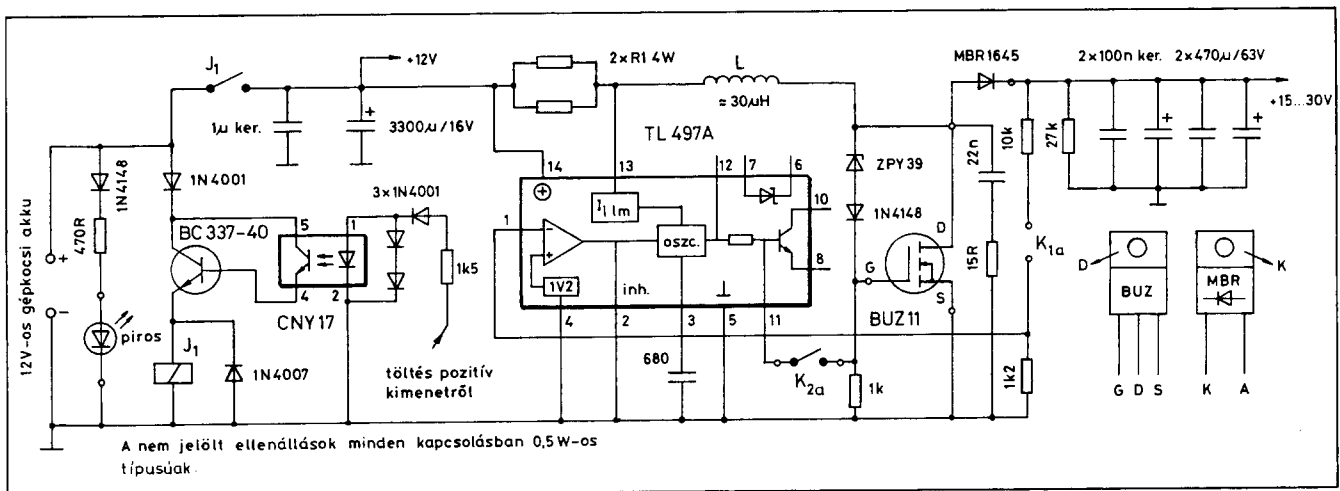 J1
+12V
2×R1 4W
L
≈30µH
MBR1645
2×100n ker.
2×470µ/63V
+15...30V
1µ ker.
3300µ/16V
TL 497A
22n
10k
27k
12V-os gépkocsi akku
+
−
1N4148
470R
piros
1N4001
BC 337-40
J1
1N4007
5
4
1
2
CNY17
3×1N4001
1k5
töltés pozitív
kimenetről
14
13
12
7
6
10
8
1
4
2
3
5
11
I lim
oszc.
1V2
inh.
680
K2a
1k
ZPY 39
1N4148
G
D
S
BUZ11
15R
K1a
1k2
D
BUZ
G D S
K
MBR
K A
A nem jelölt ellenállások minden kapcsolásban 0,5 W-os
típusúak.